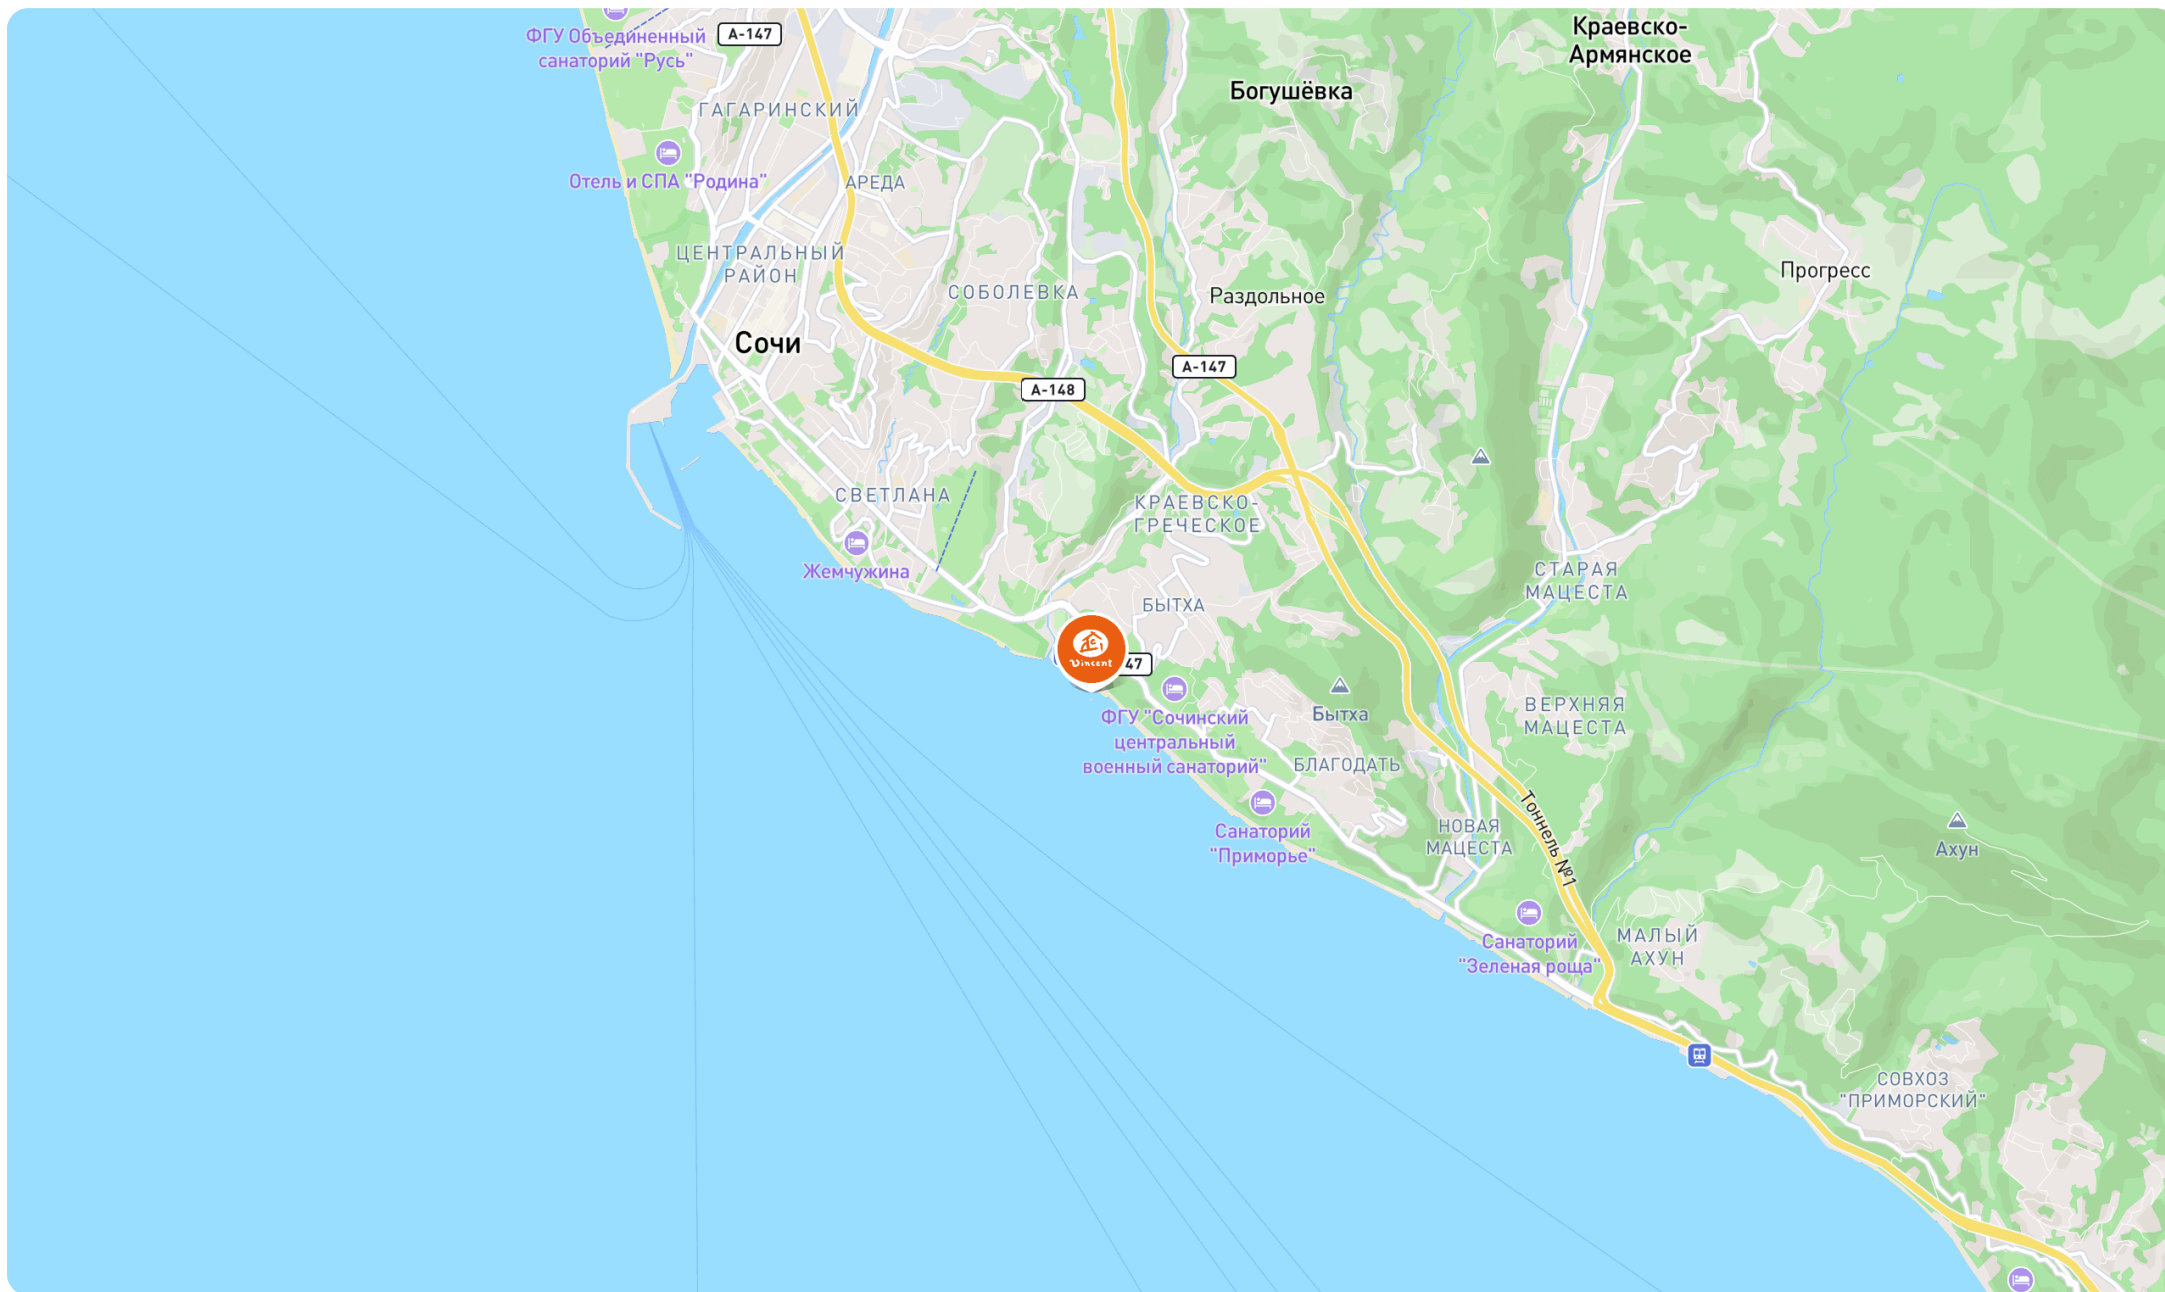 ФГУ Объединенный
санаторий "Русь"
А-147
Краевско-
Армянское
Богушёвка
ГАГАРИНСКИЙ
Отель и СПА "Родина"
АРЕДА
ЦЕНТРАЛЬНЫЙ
РАЙОН
СОБОЛЕВКА
Раздольное
Прогресс
Сочи
А-147
А-148
СВЕТЛАНА
КРАЕВСКО-
ГРЕЧЕСКОЕ
Жемчужина
СТАРАЯ
МАЦЕСТА
БЫТХА
Vincent
47
ФГУ "Сочинский
центральный
военный санаторий"
Бытха
ВЕРХНЯЯ
МАЦЕСТА
БЛАГОДАТЬ
Санаторий
"Приморье"
НОВАЯ
МАЦЕСТА
Тоннель №1
Ахун
Санаторий
"Зеленая роща"
МАЛЫЙ
АХУН
СОВХОЗ
"ПРИМОРСКИЙ"